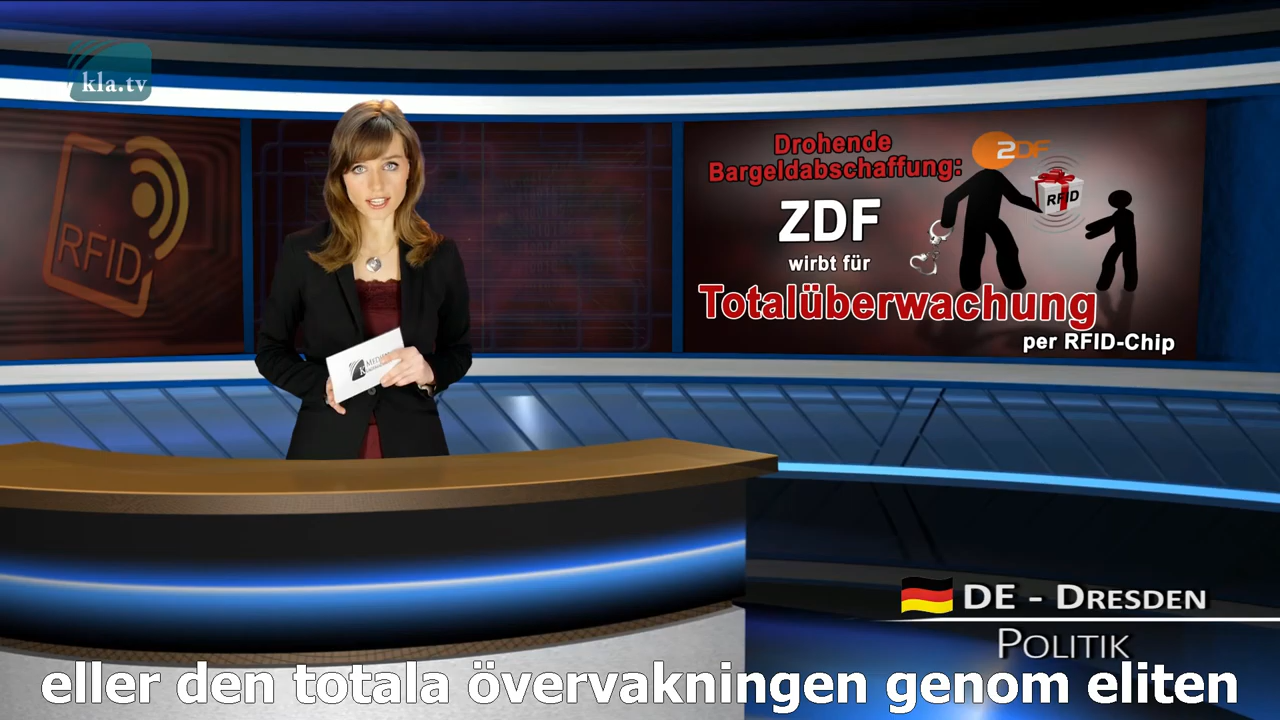 kla.tv
RFID
Drohende
Bargeldabschaffung:
ZDF
RFID
ZDF
wirbt für
Totalüberwachung
per RFID-Chip
DE - Dresden
Politik
eller den totala övervakningen genom eliten